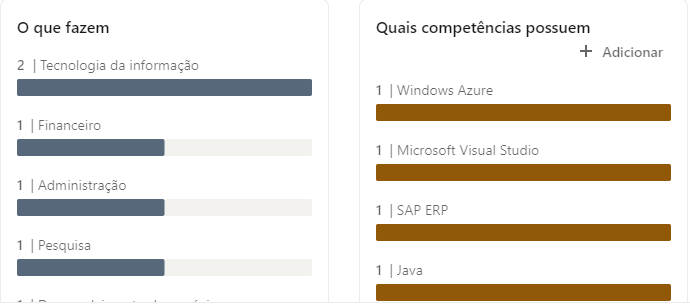 O que fazem
2 | Tecnologia da informação
1 | Financeiro
1 | Administração
1 | Pesquisa
Quais competências possuem
+ Adicionar
1 | Windows Azure
1 | Microsoft Visual Studio
1 | SAP ERP
1 | Java